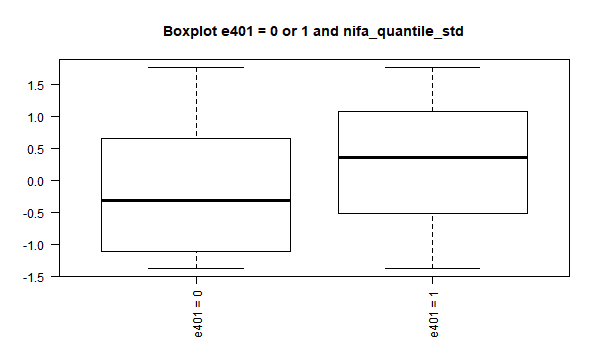 Boxplot e401 = 0 or 1 and nifa_quantile_std
1.5
1.0
0.5
0.0
-0.5
-1.0
-1.5
e401 = 0
e401 = 1